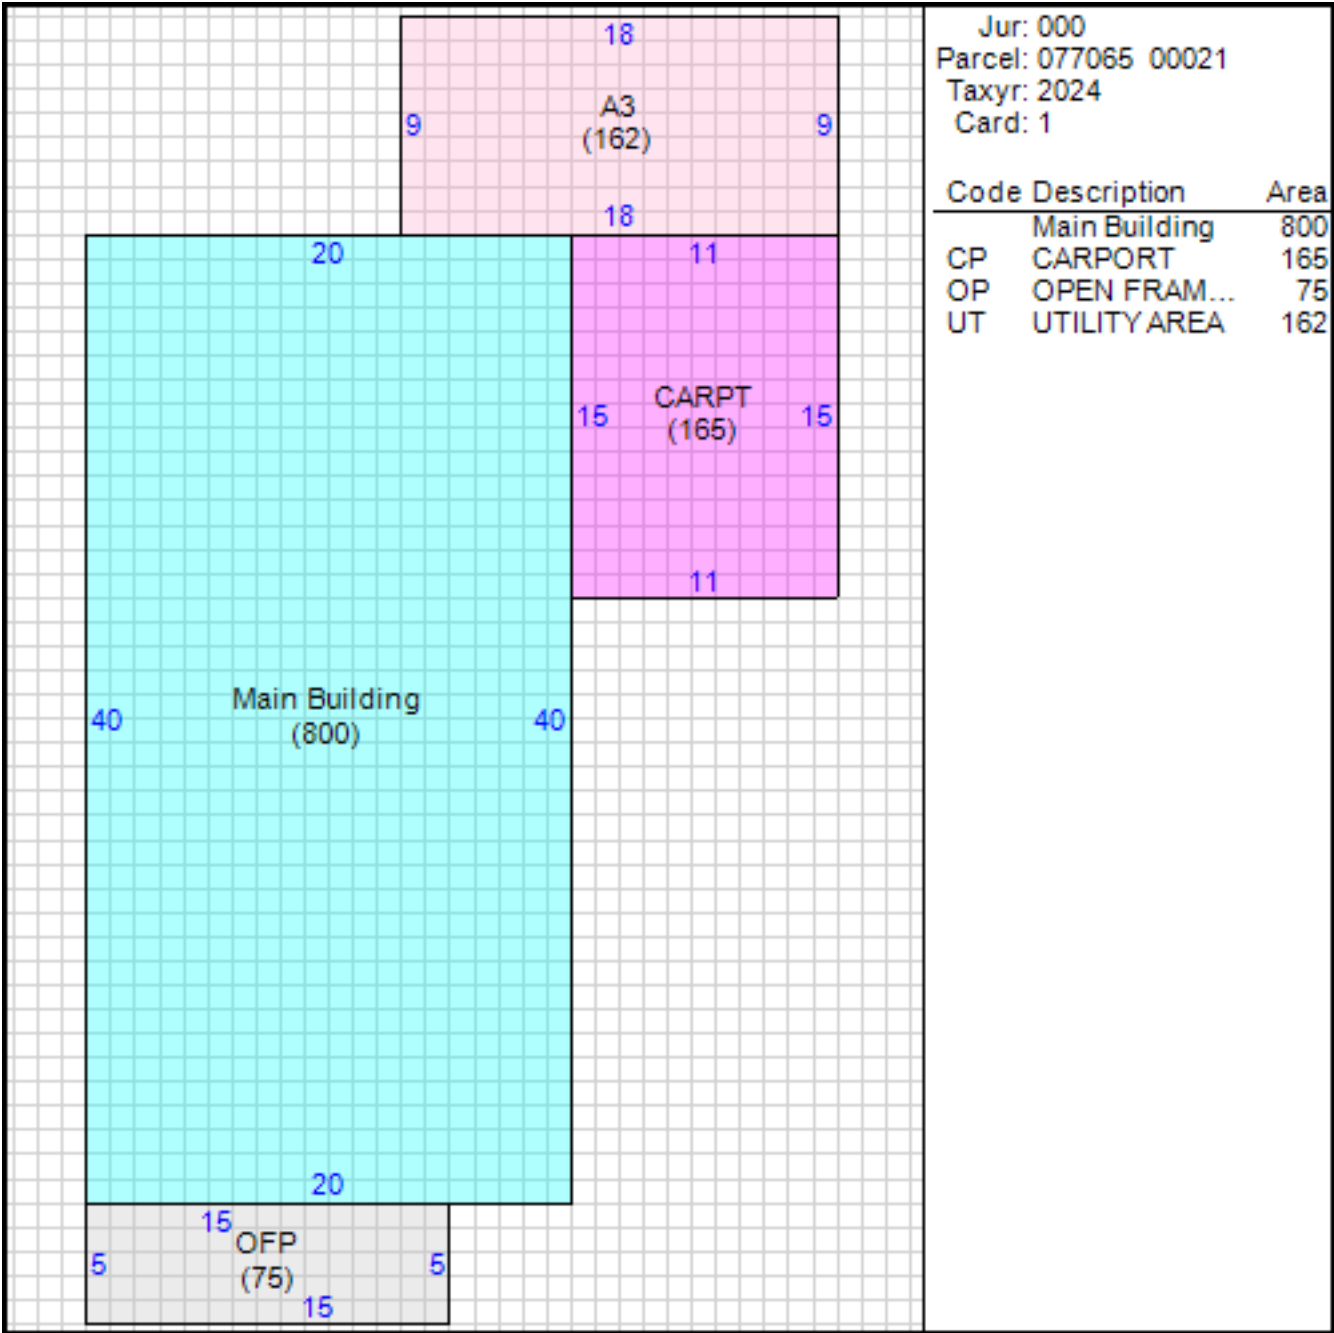 18
A3
(162)
9
9
18
20
11
CARPT
(165)
15
15
11
Main Building
(800)
40
40
20
15
OFP
(75)
5
5
15
Jur: 000
Parcel: 077065 00021
Taxyr: 2024
Card: 1
Code Description Area
Main Building 800
CP CARPORT 165
OP OPEN FRAM... 75
UT UTILITY AREA 162